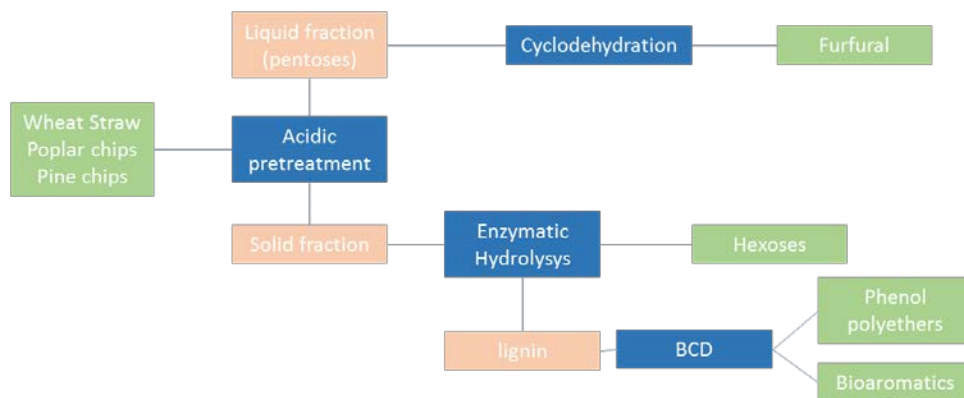 Liquid fraction
(pentoses)
Cyclodehydration
Furfural
Wheat Straw
Poplar chips
Pine chips
Acidic
pretreatment
Solid fraction
Enzymatic
Hydrolysys
Hexoses
Phenol
polyethers
lignin
BCD
Bioaromatics